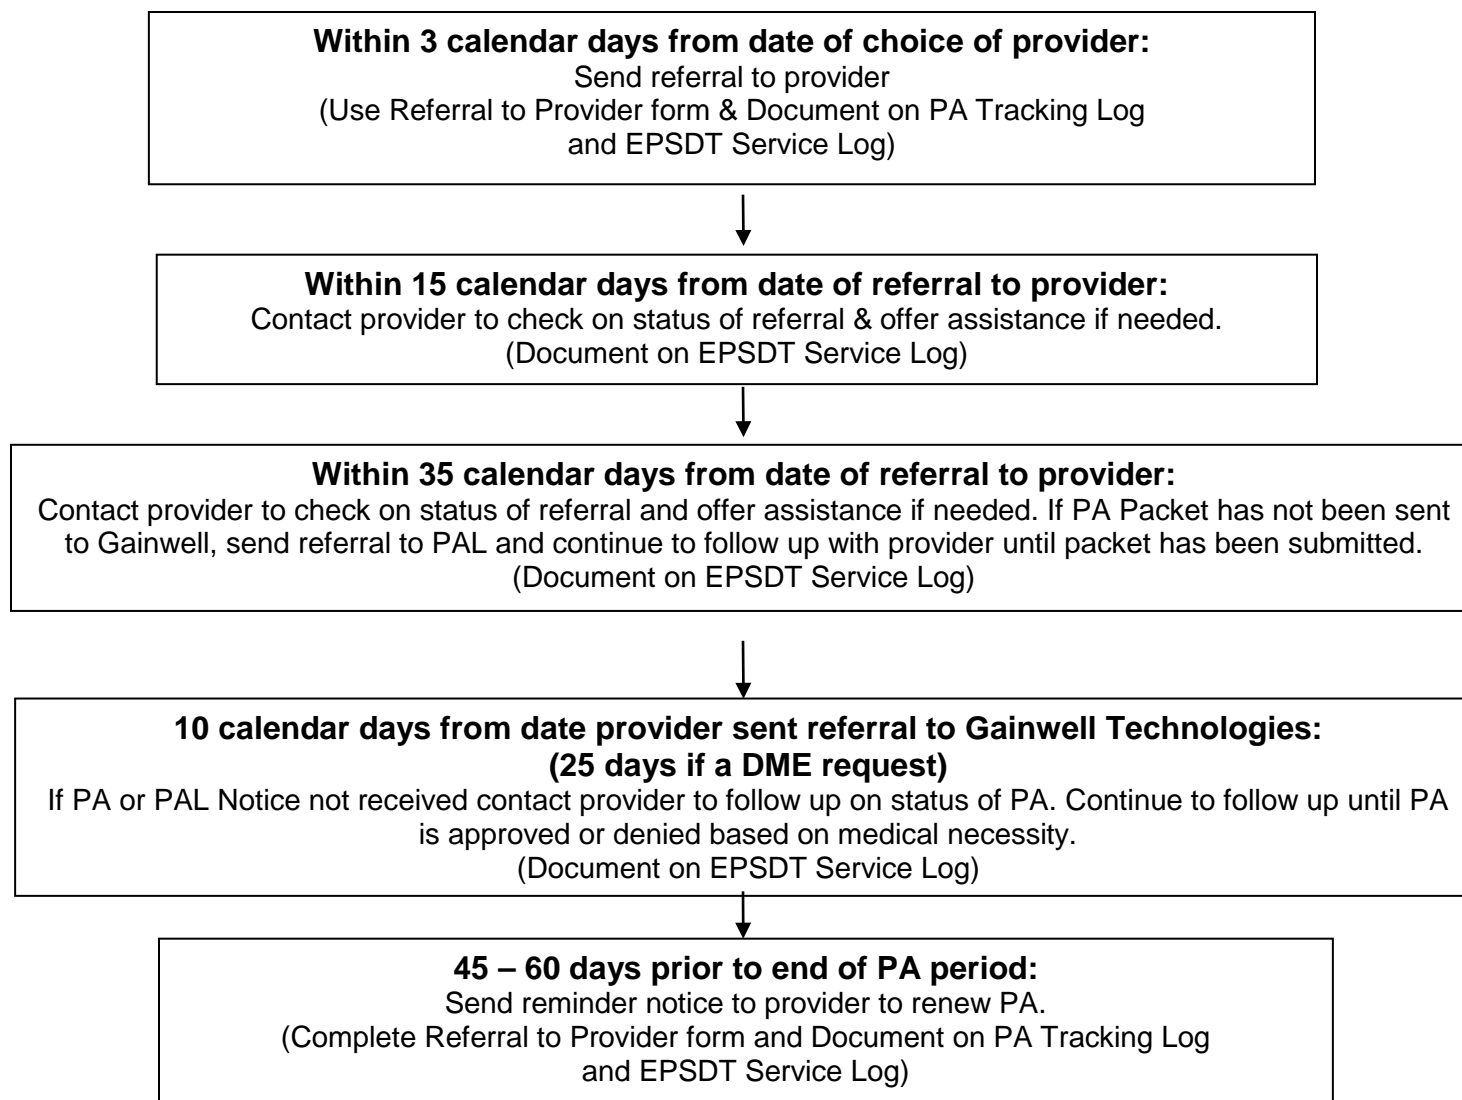 Within 3 calendar days from date of choice of provider:
Send referral to provider
(Use Referral to Provider form & Document on PA Tracking Log
and EPSDT Service Log)
Within 15 calendar days from date of referral to provider:
Contact provider to check on status of referral & offer assistance if needed.
(Document on EPSDT Service Log)
Within 35 calendar days from date of referral to provider:
Contact provider to check on status of referral and offer assistance if needed. If PA Packet has not been sent
to Gainwell, send referral to PAL and continue to follow up with provider until packet has been submitted.
(Document on EPSDT Service Log)
10 calendar days from date provider sent referral to Gainwell Technologies:
(25 days if a DME request)
If PA or PAL Notice not received contact provider to follow up on status of PA. Continue to follow up until PA
is approved or denied based on medical necessity.
(Document on EPSDT Service Log)
45 – 60 days prior to end of PA period:
Send reminder notice to provider to renew PA.
(Complete Referral to Provider form and Document on PA Tracking Log
and EPSDT Service Log)